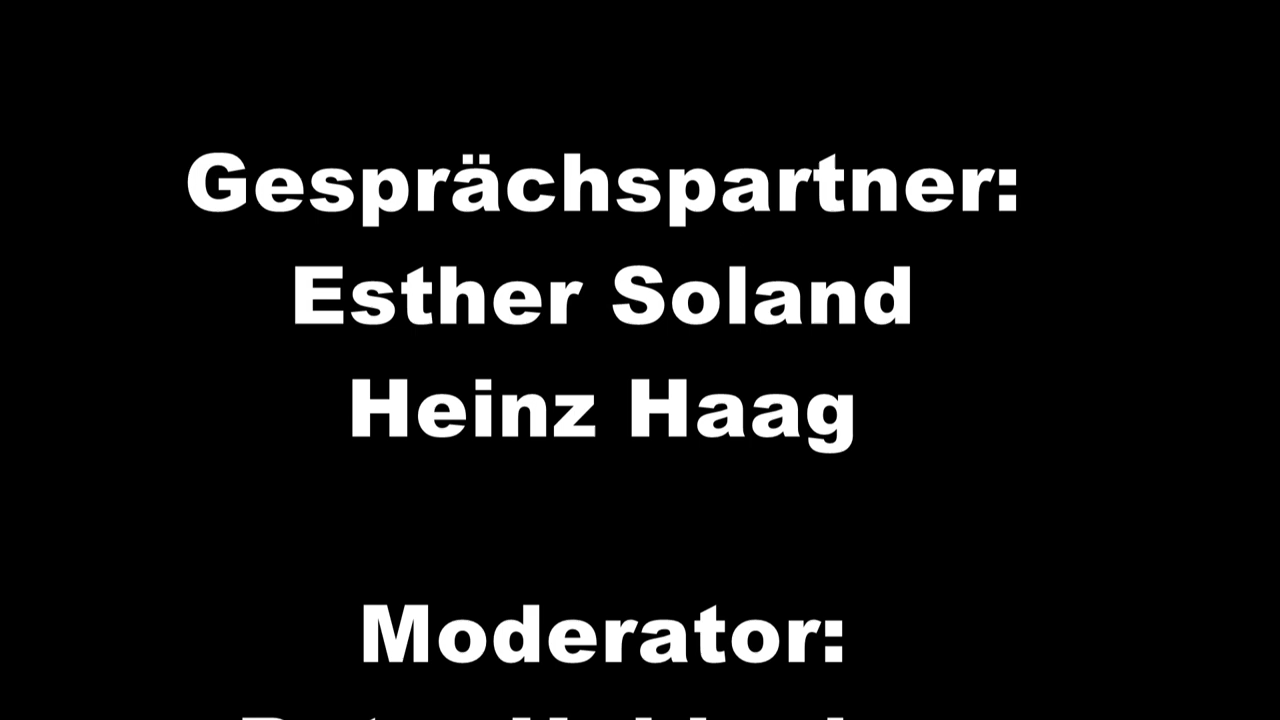 Gesprächspartner:
Esther Soland
Heinz Haag
Moderator: